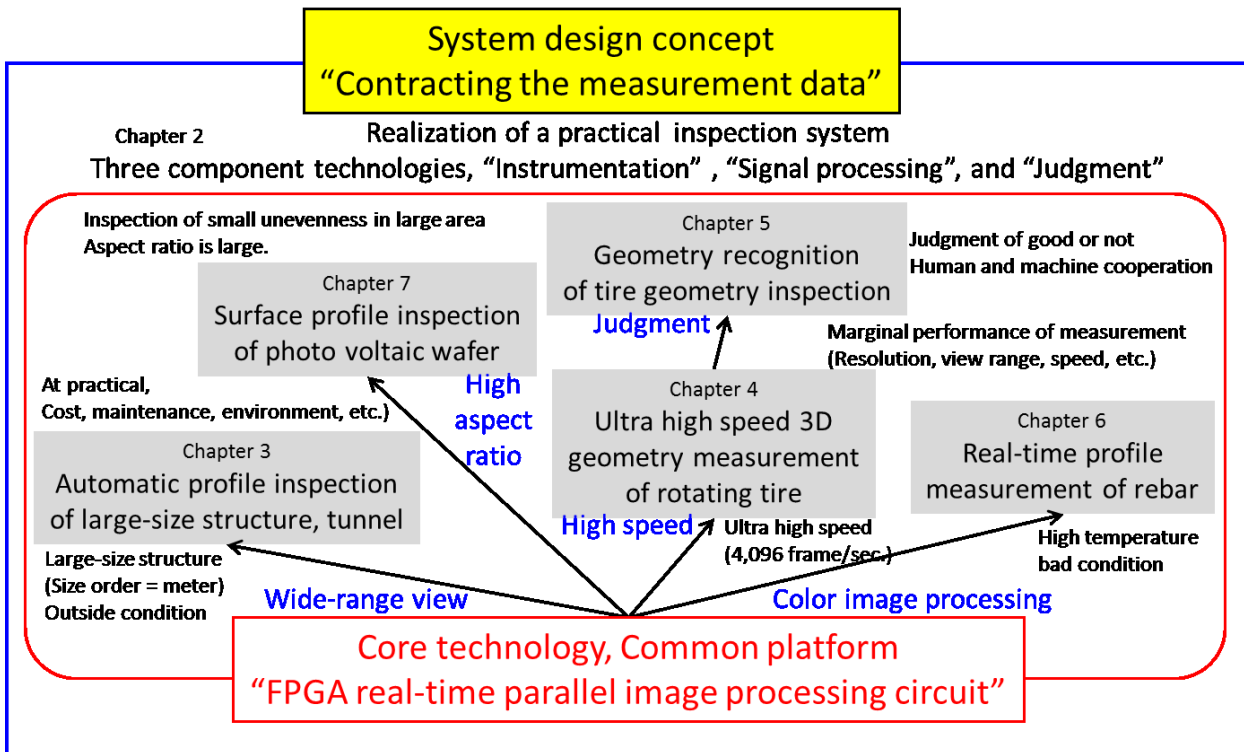 System design concept
“Contracting the measurement data”
Chapter 2
Realization of a practical inspection system
Three component technologies, “Instrumentation” , “Signal processing”, and “Judgment”
Inspection of small unevenness in large area
Aspect ratio is large.
Chapter 7
Surface profile inspection
of photo voltaic wafer
Chapter 5
Geometry recognition
of tire geometry inspection
Judgment of good or not
Human and machine cooperation
Judgment
Marginal performance of measurement
(Resolution, view range, speed, etc.)
At practical,
Cost, maintenance, environment, etc.)
High
aspect
ratio
Chapter 3
Automatic profile inspection
of large-size structure, tunnel
Chapter 4
Ultra high speed 3D
geometry measurement
of rotating tire
Chapter 6
Real-time profile
measurement of rebar
High speed
Ultra high speed
(4,096 frame/sec.)
High temperature
bad condition
Large-size structure
(Size order = meter)
Outside condition
Wide-range view
Color image processing
Core technology, Common platform
“FPGA real-time parallel image processing circuit”